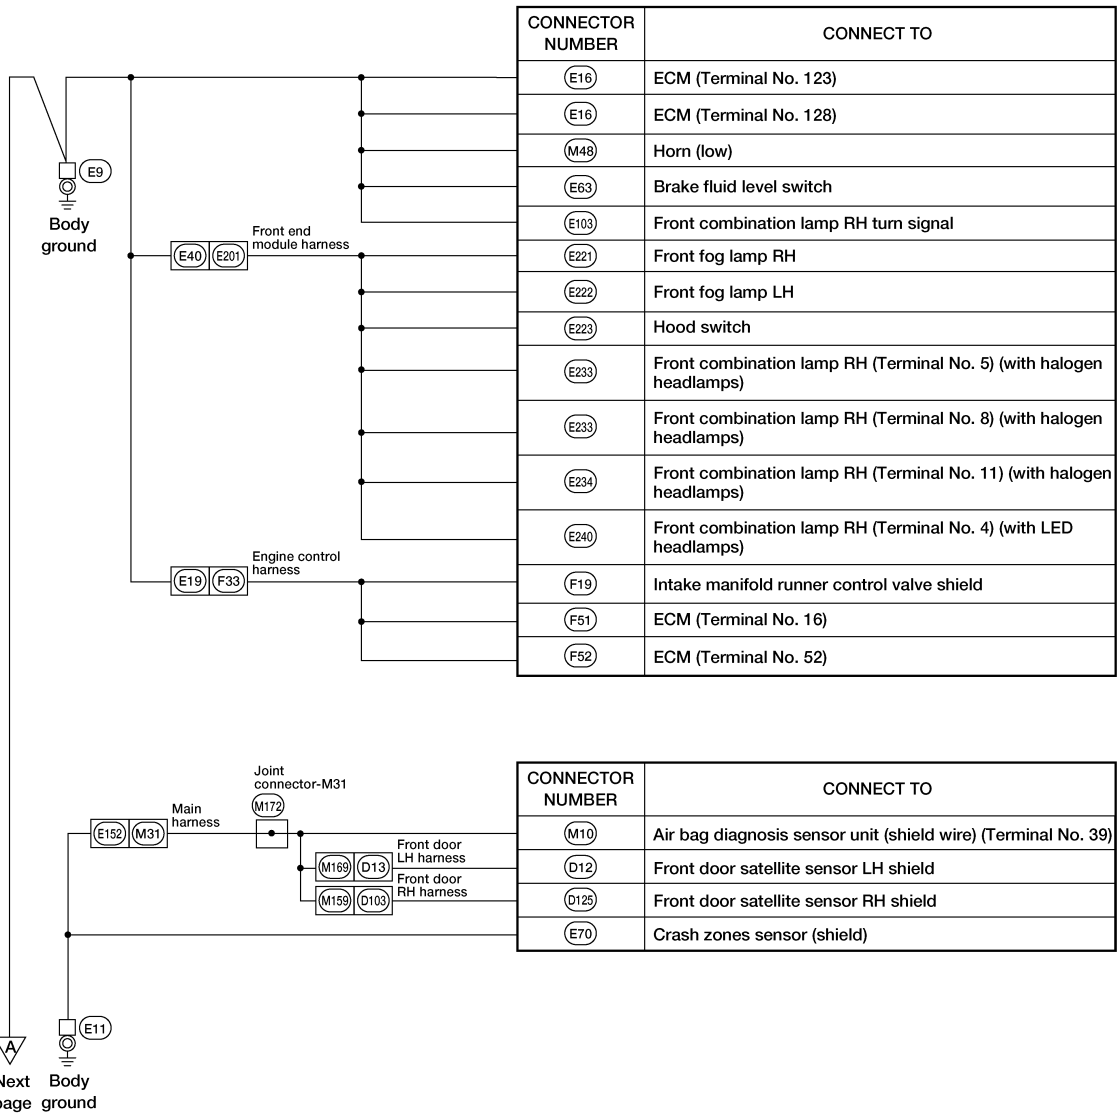 CONNECTOR
NUMBER
CONNECT TO
E16
ECM (Terminal No. 123)
E16
ECM (Terminal No. 128)
M48
Horn (low)
E63
Brake fluid level switch
E103
Front combination lamp RH turn signal
E9
Body
ground
E40
E201
Front end
module harness
E221
Front fog lamp RH
E222
Front fog lamp LH
E223
Hood switch
E233
Front combination lamp RH (Terminal No. 5) (with halogen
headlamps)
E233
Front combination lamp RH (Terminal No. 8) (with halogen
headlamps)
E234
Front combination lamp RH (Terminal No. 11) (with halogen
headlamps)
E240
Front combination lamp RH (Terminal No. 4) (with LED
headlamps)
E19
F33
Engine control
harness
F19
Intake manifold runner control valve shield
F51
ECM (Terminal No. 16)
F52
ECM (Terminal No. 52)
CONNECTOR
NUMBER
CONNECT TO
Joint
connector-M31
M172
E152
M31
Main
harness
M10
Air bag diagnosis sensor unit (shield wire) (Terminal No. 39)
M169
D13
Front door
LH harness
D12
Front door satellite sensor LH shield
M159
D103
Front door
RH harness
D125
Front door satellite sensor RH shield
E70
Crash zones sensor (shield)
E11
Body
ground
A
Next
page